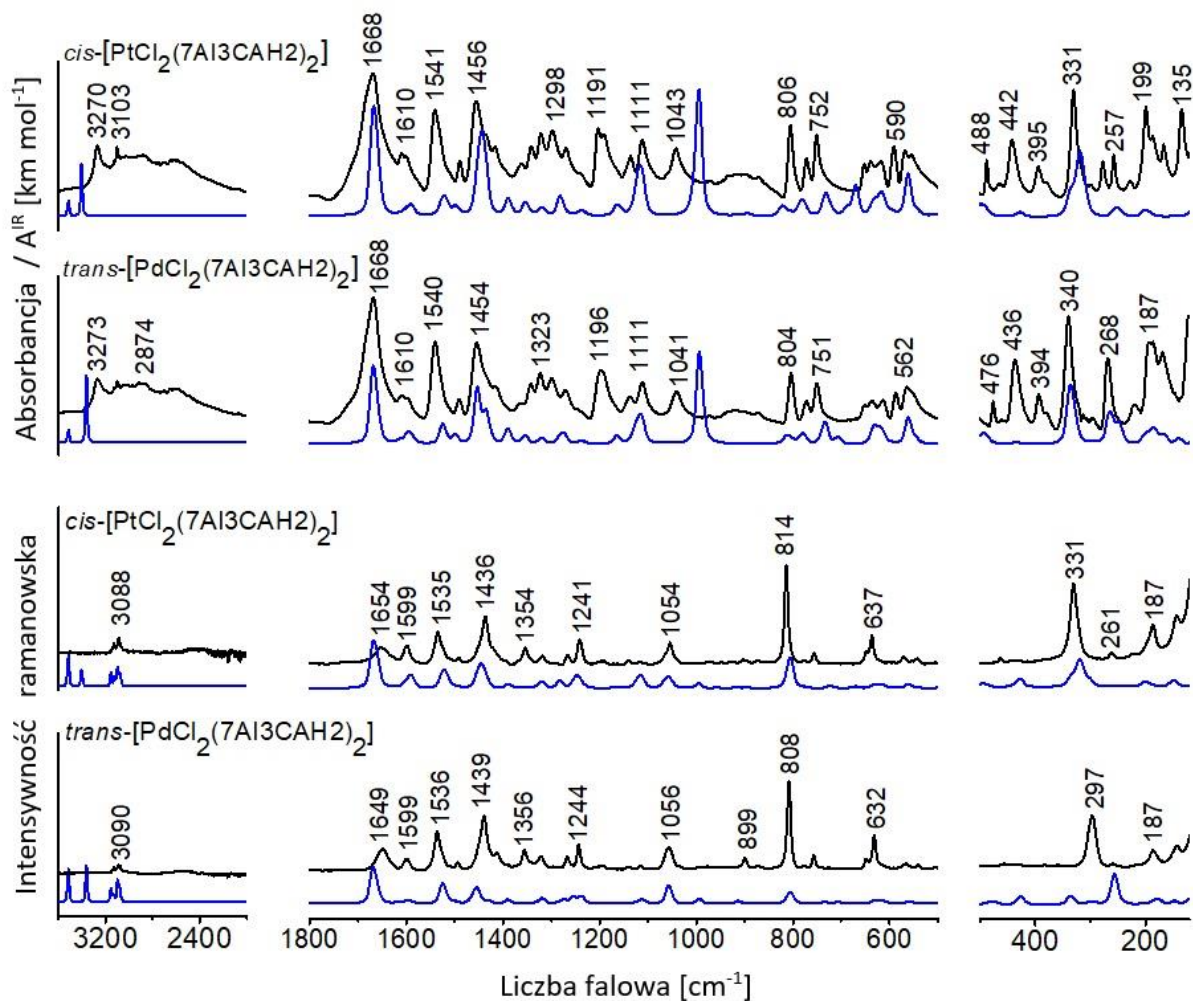 cis-[PtCl2(7AI3CAH2)2]
3270 3103 1668 1610 1541 1456 1298 1191 1111 1043 806 752 590 488 442 395 331 257 199 135
trans-[PdCl2(7AI3CAH2)2]
3273 2874 1668 1610 1540 1454 1323 1196 1111 1041 804 751 562 476 436 394 340 268 187
Absorbancja / A^IR [km mol-1]
cis-[PtCl2(7AI3CAH2)2]
3088 1654 1599 1535 1436 1354 1241 1054 814 637 331 261 187
trans-[PdCl2(7AI3CAH2)2]
3090 1649 1599 1536 1439 1356 1244 1056 899 808 632 297 187
Intensywność ramanowska
3200 2400 1800 1600 1400 1200 1000 800 600 400 200
Liczba falowa [cm-1]